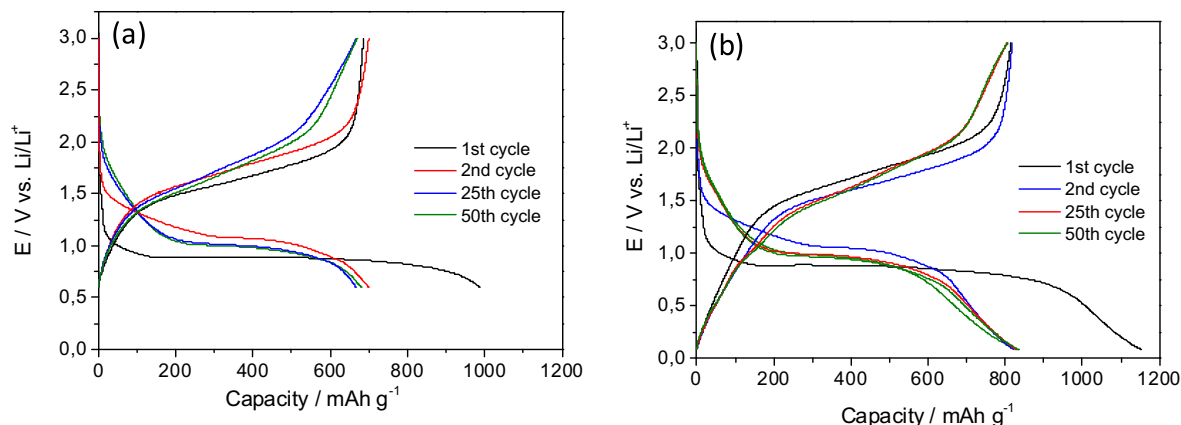 (a)
3,0
2,5
2,0
1,5
1,0
0,5
0,0
E / V vs. Li/Li⁺
1st cycle
2nd cycle
25th cycle
50th cycle
0 200 400 600 800 1000 1200
Capacity / mAh g⁻¹
(b)
3,0
2,5
2,0
1,5
1,0
0,5
0,0
E / V vs. Li/Li⁺
1st cycle
2nd cycle
25th cycle
50th cycle
0 200 400 600 800 1000 1200
Capacity / mAh g⁻¹